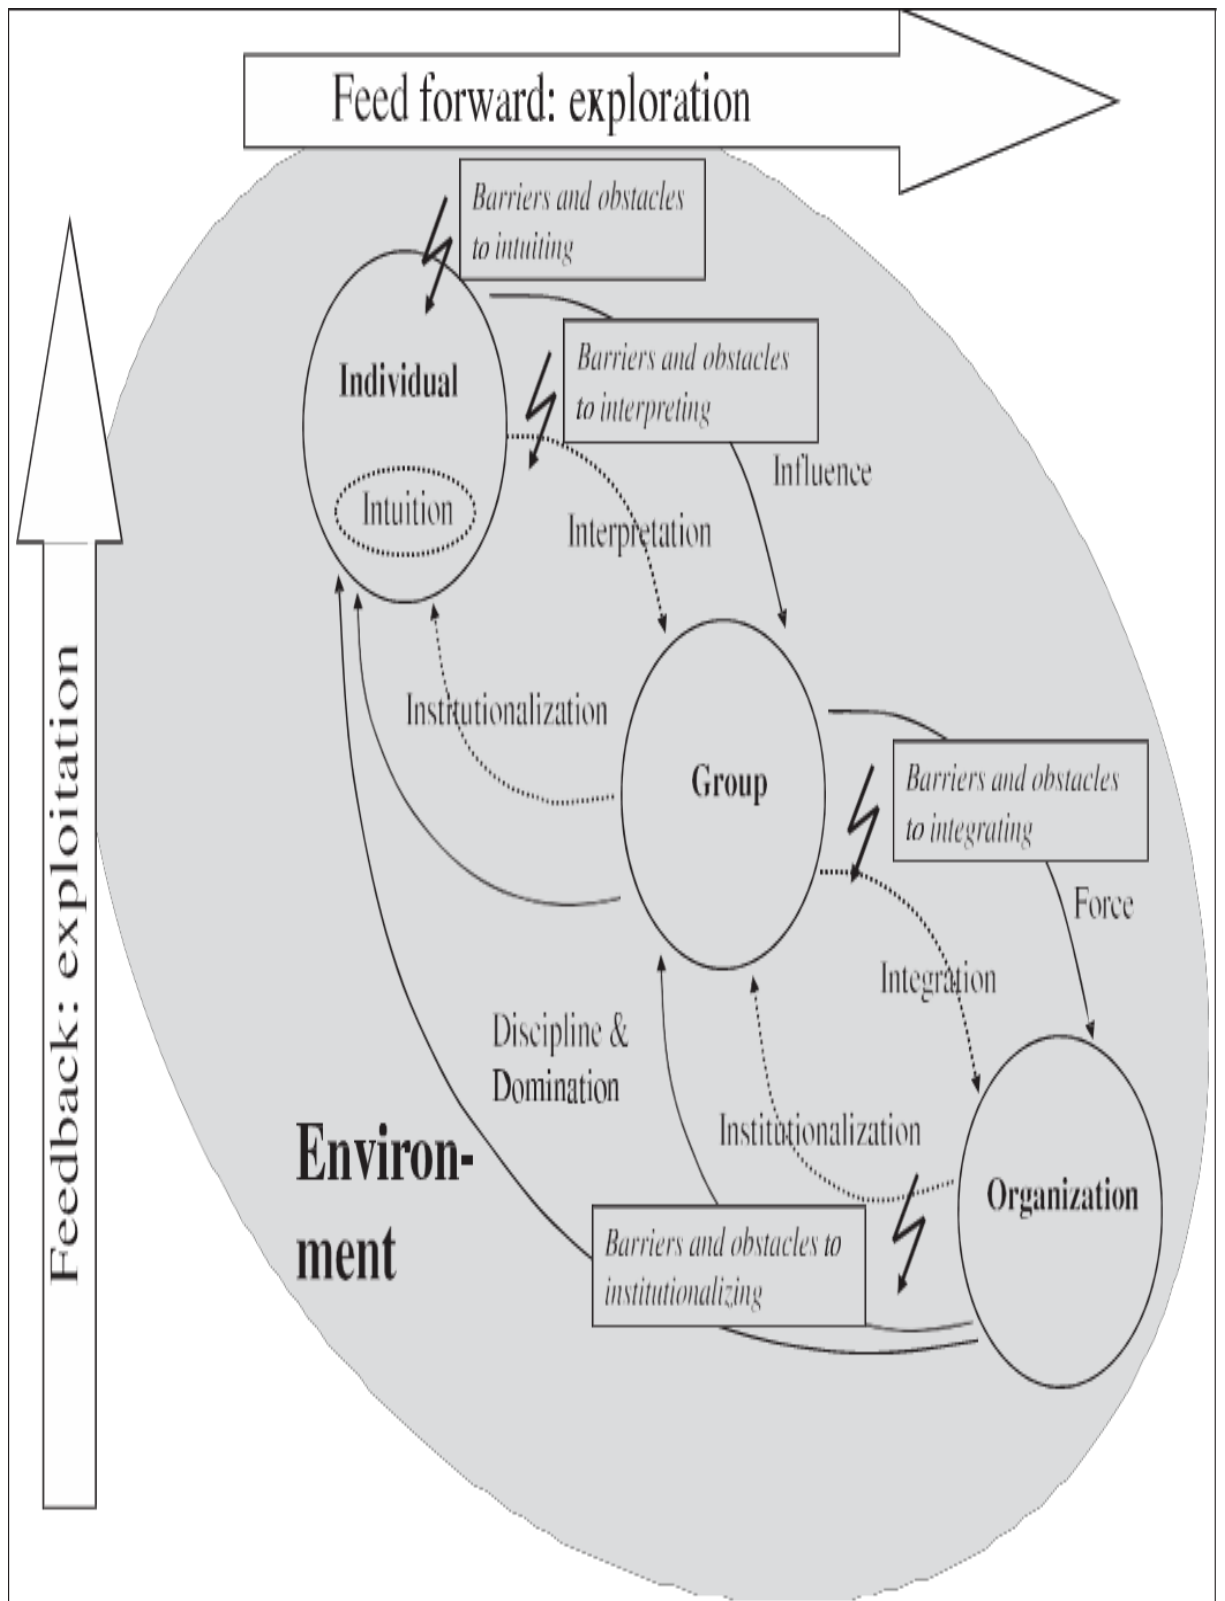 Feed forward: exploration
Barriers and obstacles
to intuiting
Individual
Barriers and obstacles
to interpreting
Influence
Intuition
Interpretation
Institutionalization
Group
Barriers and obstacles
to integrating
Force
Integration
Discipline &
Domination
Institutionalization
Environ-
ment
Organization
Barriers and obstacles to
institutionalizing
Feedback: exploitation